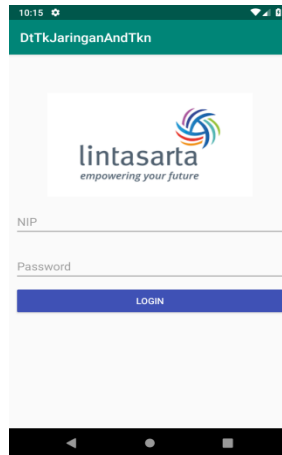 10:15
DtTkJaringanAndTkn
lintasarta
empowering your future
NIP
Password
LOGIN